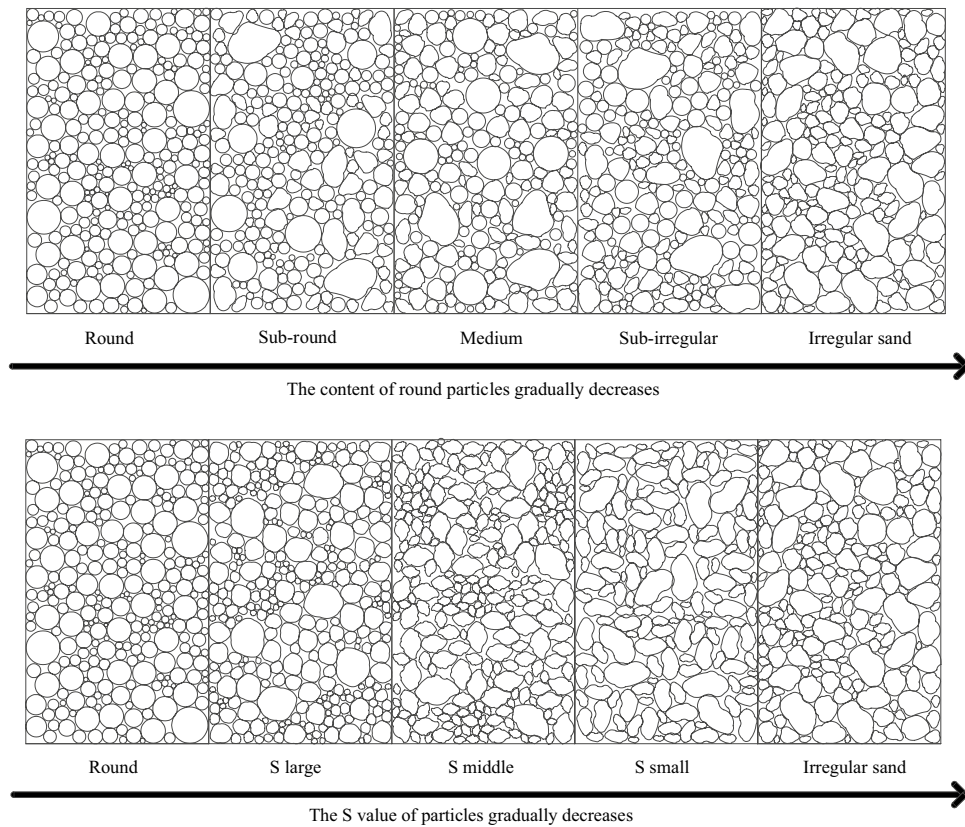 Round Sub-round Medium Sub-irregular Irregular sand
The content of round particles gradually decreases
Round S large S middle S small Irregular sand
The S value of particles gradually decreases